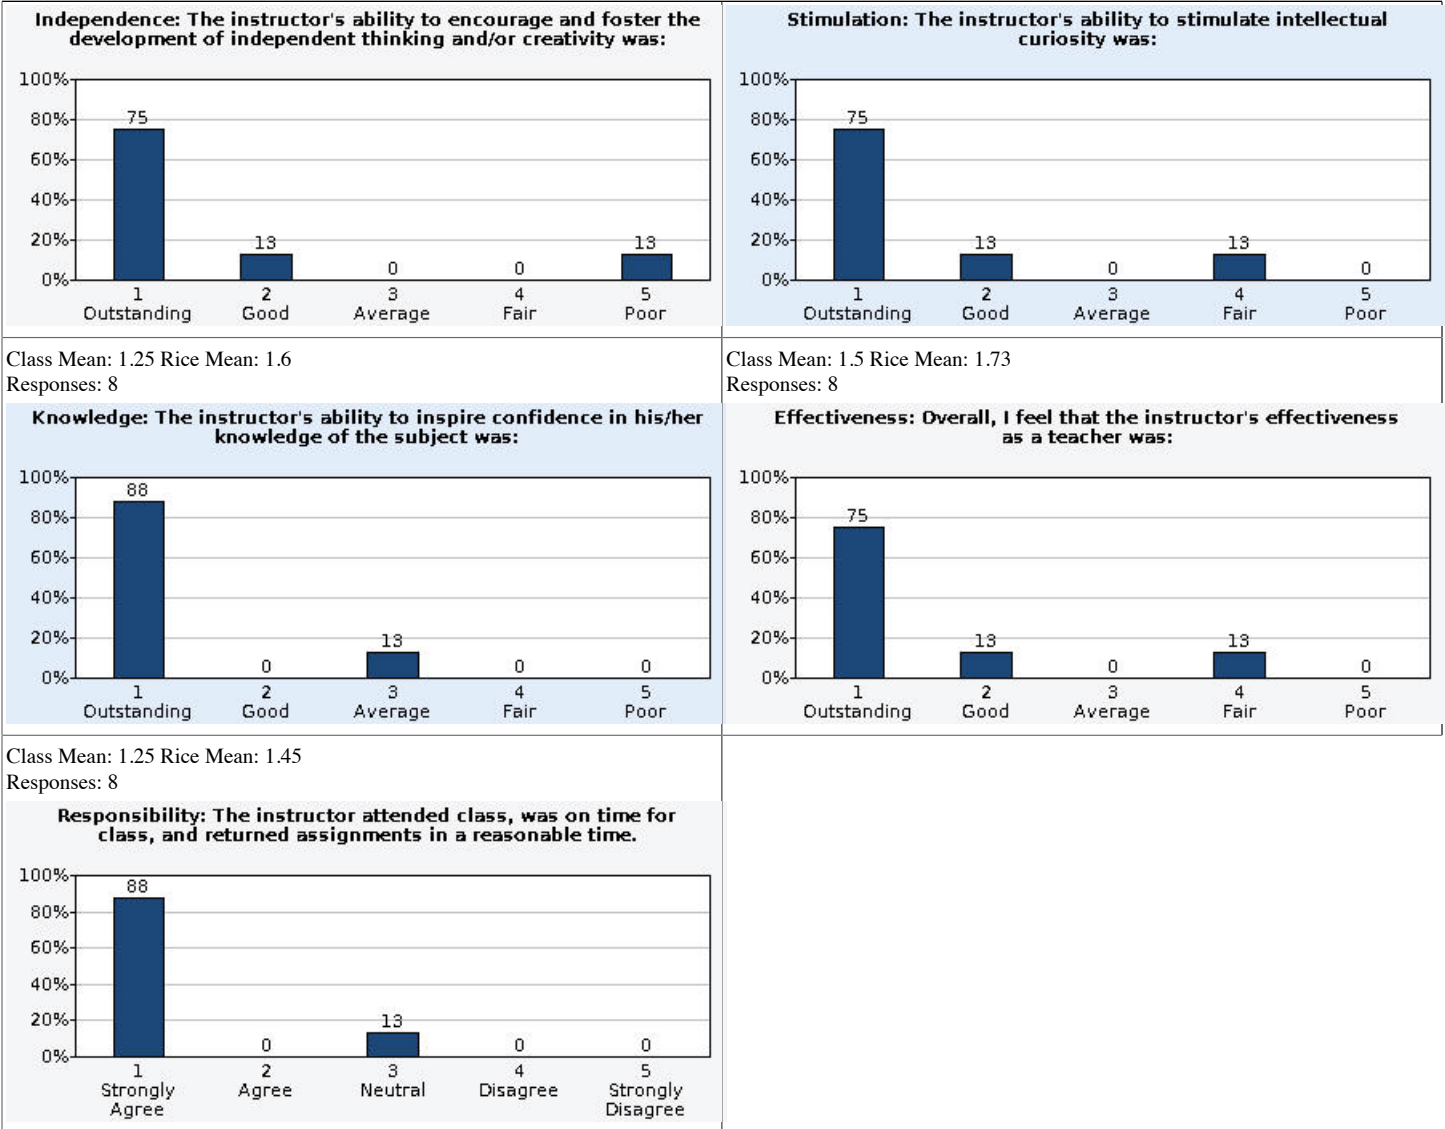 Independence: The instructor's ability to encourage and foster the
development of independent thinking and/or creativity was:
100%
80%
60%
40%
20%
0%
75
13
0
0
13
1
2
3
4
5
Outstanding
Good
Average
Fair
Poor
Stimulation: The instructor's ability to stimulate intellectual
curiosity was:
100%
80%
60%
40%
20%
0%
75
13
0
13
0
1
2
3
4
5
Outstanding
Good
Average
Fair
Poor
Class Mean: 1.25 Rice Mean: 1.6
Responses: 8
Class Mean: 1.5 Rice Mean: 1.73
Responses: 8
Knowledge: The instructor's ability to inspire confidence in his/her
knowledge of the subject was:
100%
80%
60%
40%
20%
0%
88
0
13
0
0
1
2
3
4
5
Outstanding
Good
Average
Fair
Poor
Effectiveness: Overall, I feel that the instructor's effectiveness
as a teacher was:
100%
80%
60%
40%
20%
0%
75
13
0
13
0
1
2
3
4
5
Outstanding
Good
Average
Fair
Poor
Class Mean: 1.25 Rice Mean: 1.45
Responses: 8
Responsibility: The instructor attended class, was on time for
class, and returned assignments in a reasonable time.
100%
80%
60%
40%
20%
0%
88
0
13
0
0
1
2
3
4
5
Strongly
Agree
Agree
Neutral
Disagree
Strongly
Disagree